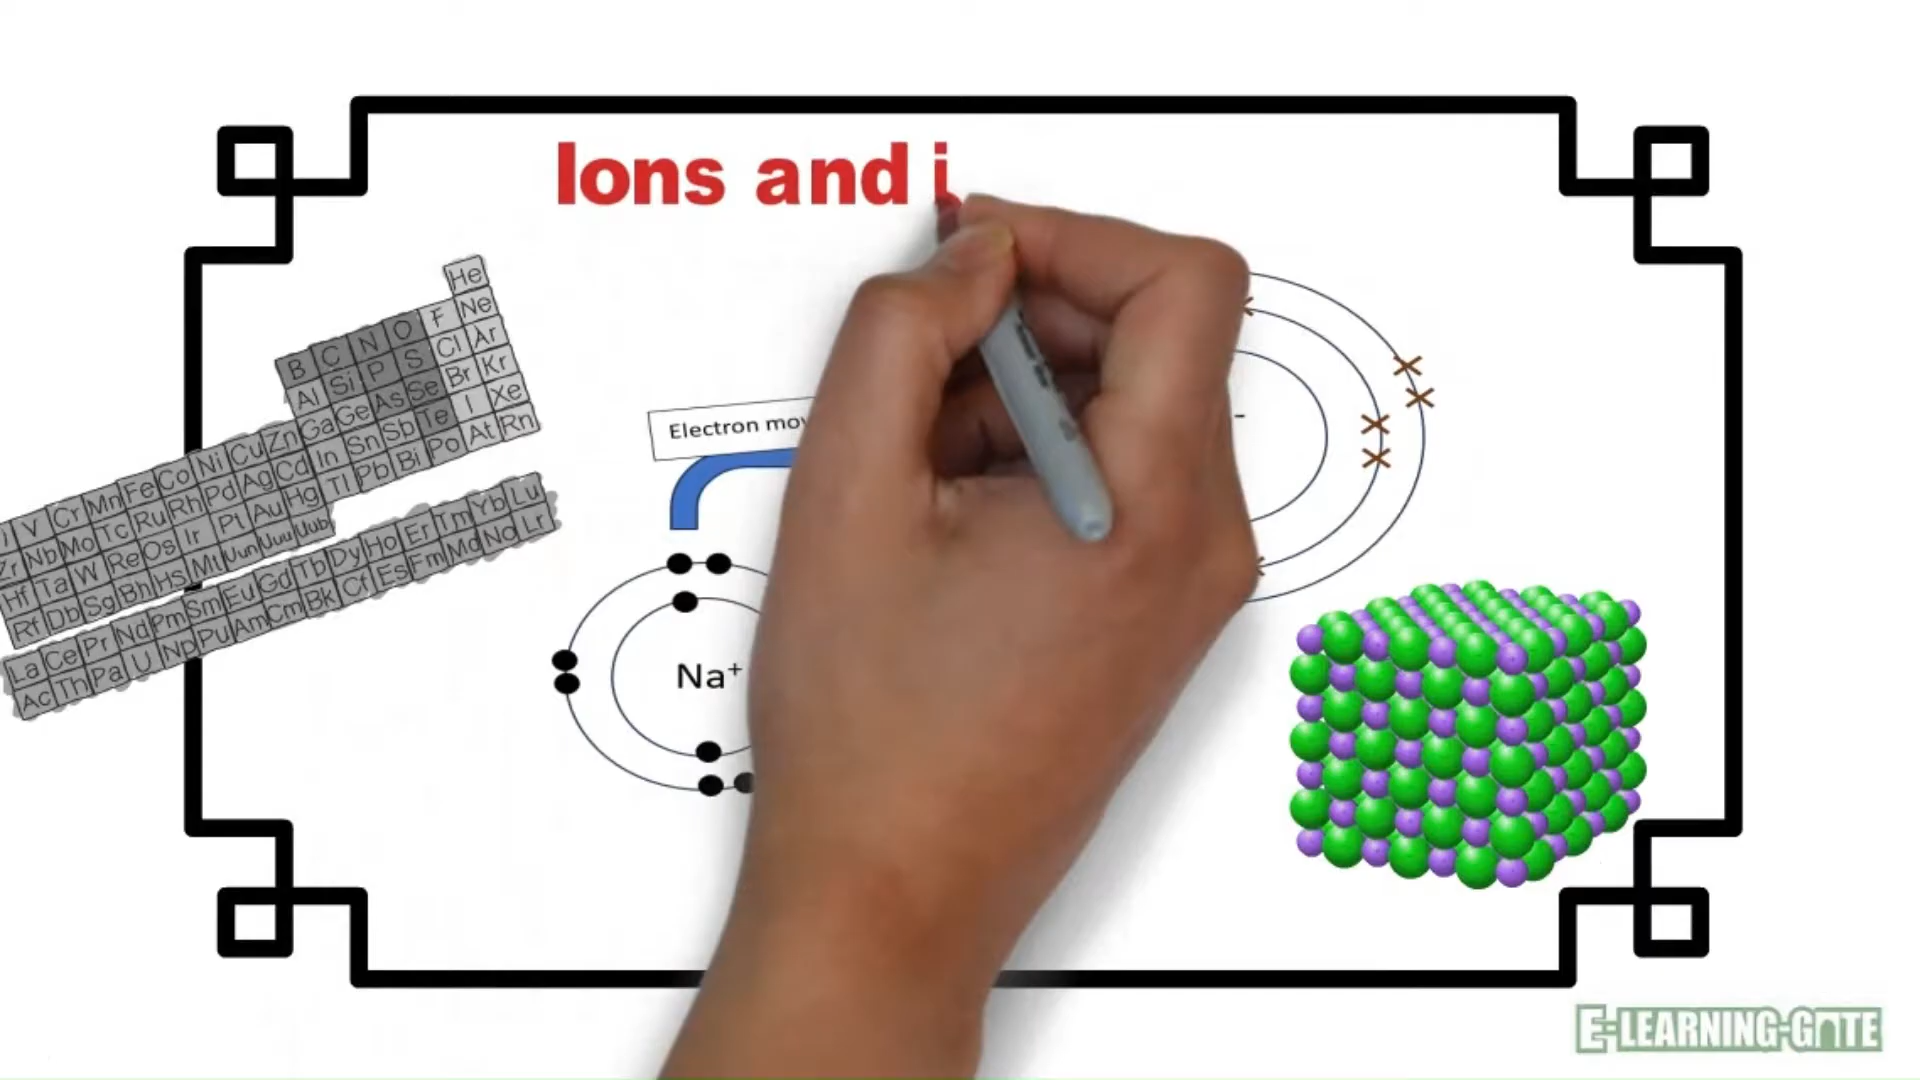 Ions and i
He
B C N O F Ne
Al Si P S Cl Ar
V Cr Mn Fe Co Ni Cu Zn Ga Ge As Se Br Kr
Zr Nb Mo Tc Ru Rh Pd Ag Cd In Sn Sb Te I Xe
Hf Ta W Re Os Ir Pt Au Hg Tl Pb Bi Po At Rn
Rf Db Sg Bh Hs Mt Uun Uuu Uub
La Ce Pr Nd Pm Sm Eu Gd Tb Dy Ho Er Tm Yb Lu
Ac Th Pa U Np Pu Am Cm Bk Cf Es Fm Md No Lr
Electron mov
-
Na⁺
E-LEARNING-GATE